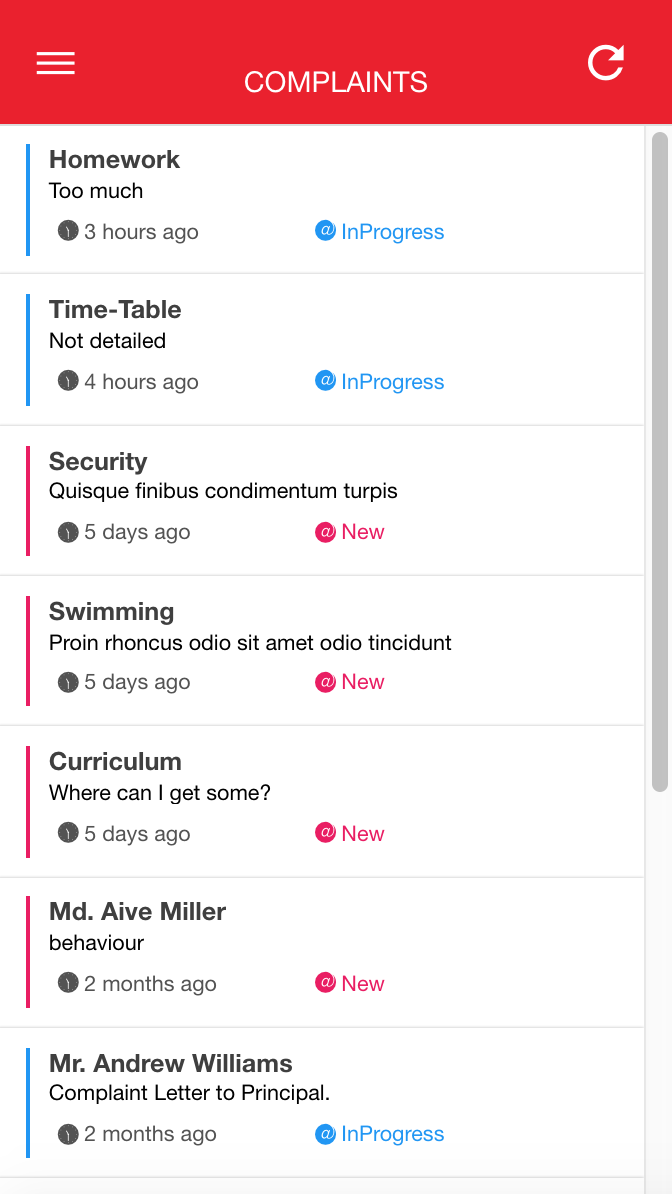 COMPLAINTS
Homework
Too much
3 hours ago @ InProgress
Time-Table
Not detailed
4 hours ago @ InProgress
Security
Quisque finibus condimentum turpis
5 days ago @ New
Swimming
Proin rhoncus odio sit amet odio tincidunt
5 days ago @ New
Curriculum
Where can I get some?
5 days ago @ New
Md. Aive Miller
behaviour
2 months ago @ New
Mr. Andrew Williams
Complaint Letter to Principal.
2 months ago @ InProgress